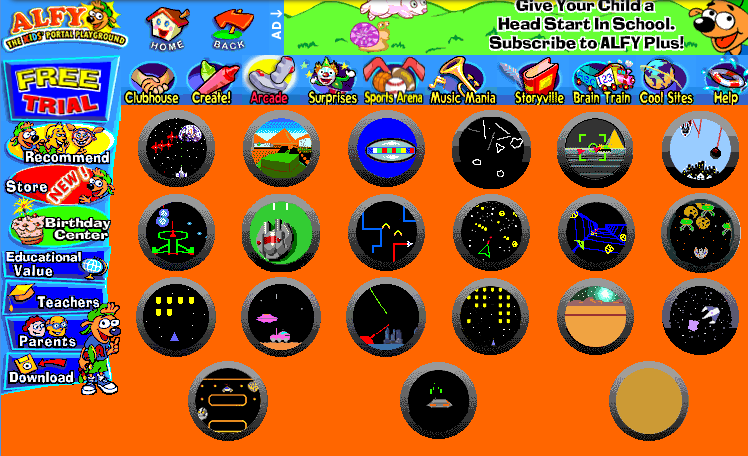 ALFY
THE KIDS' PORTAL PLAYGROUND
HOME
BACK
AD
Give Your Child a
Head Start In School.
Subscribe to ALFY Plus!
FREE
TRIAL
Clubhouse
Create!
Arcade
Surprises
Sports Arena
Music Mania
Storyville
Brain Train
Cool Sites
Help
123
Recommend
Store
NEW!
Birthday
Center
Educational
Value
Teachers
Parents
Download